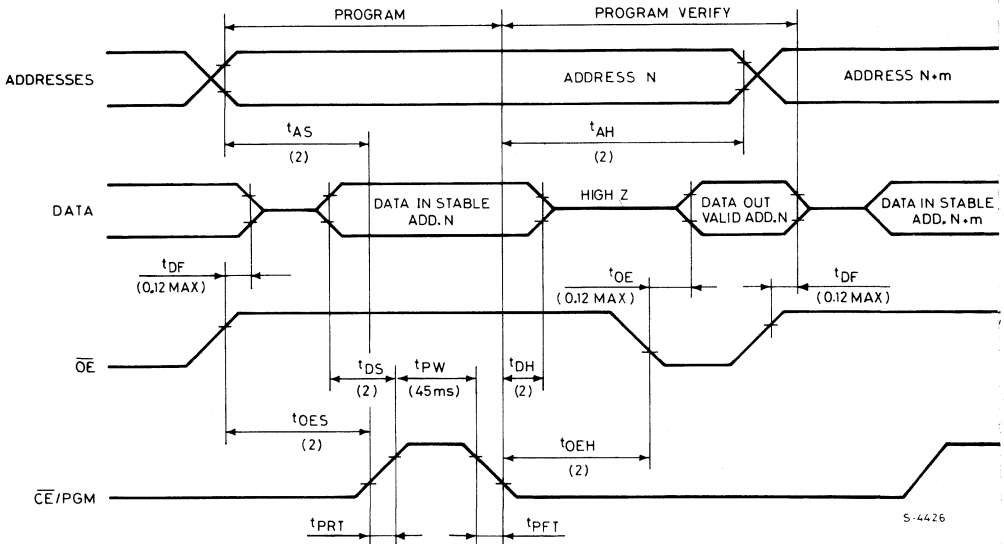 PROGRAM
PROGRAM VERIFY
ADDRESSES
ADDRESS N
ADDRESS N+m
tAS
(2)
tAH
(2)
DATA
DATA IN STABLE
ADD. N
HIGH Z
DATA OUT
VALID ADD.N
DATA IN STABLE
ADD. N+m
tDF
(0.12 MAX)
tOE
(0.12 MAX)
tDF
(0.12 MAX)
OE
tDS
(2)
tPW
(45ms)
tDH
(2)
tOES
(2)
tOEH
(2)
CE/PGM
tPRT
tPFT
S-4426